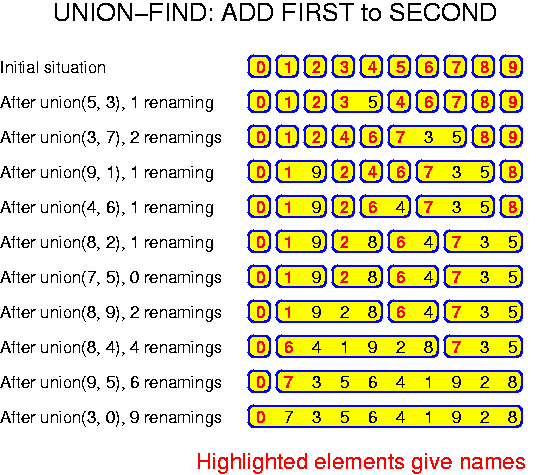 UNION–FIND: ADD FIRST to SECOND
Initial situation 0 1 2 3 4 5 6 7 8 9
After union(5, 3), 1 renaming 0 1 2 3 5 4 6 7 8 9
After union(3, 7), 2 renamings 0 1 2 4 6 7 3 5 8 9
After union(9, 1), 1 renaming 0 1 9 2 4 6 7 3 5 8
After union(4, 6), 1 renaming 0 1 9 2 6 4 7 3 5 8
After union(8, 2), 1 renaming 0 1 9 2 8 6 4 7 3 5
After union(7, 5), 0 renamings 0 1 9 2 8 6 4 7 3 5
After union(8, 9), 2 renamings 0 1 9 2 8 6 4 7 3 5
After union(8, 4), 4 renamings 0 6 4 1 9 2 8 7 3 5
After union(9, 5), 6 renamings 0 7 3 5 6 4 1 9 2 8
After union(3, 0), 9 renamings 0 7 3 5 6 4 1 9 2 8
Highlighted elements give names